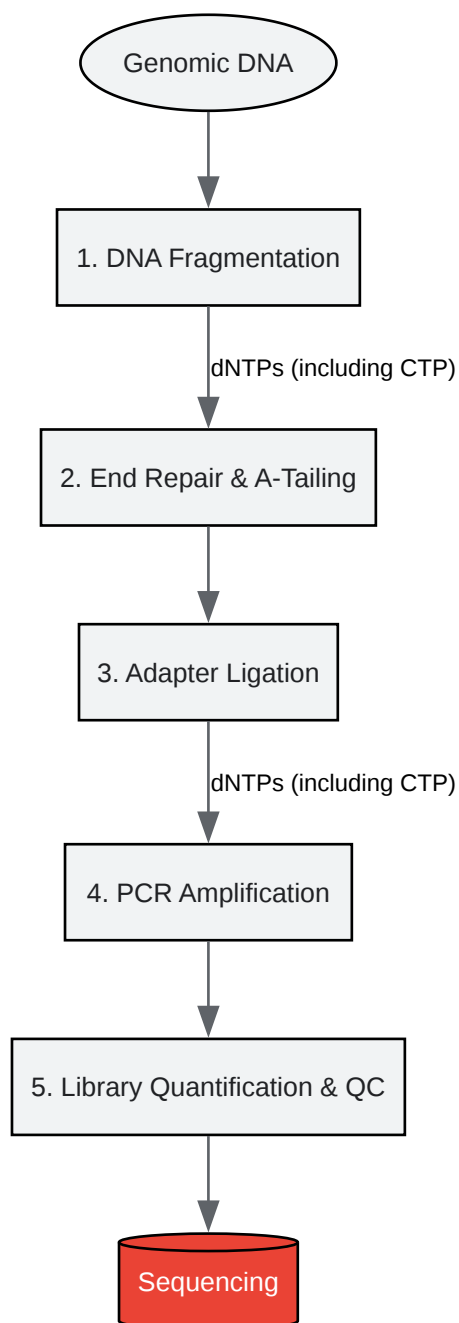 Genomic DNA
1. DNA Fragmentation
dNTPs (including CTP)
2. End Repair & A-Tailing
3. Adapter Ligation
dNTPs (including CTP)
4. PCR Amplification
5. Library Quantification & QC
Sequencing